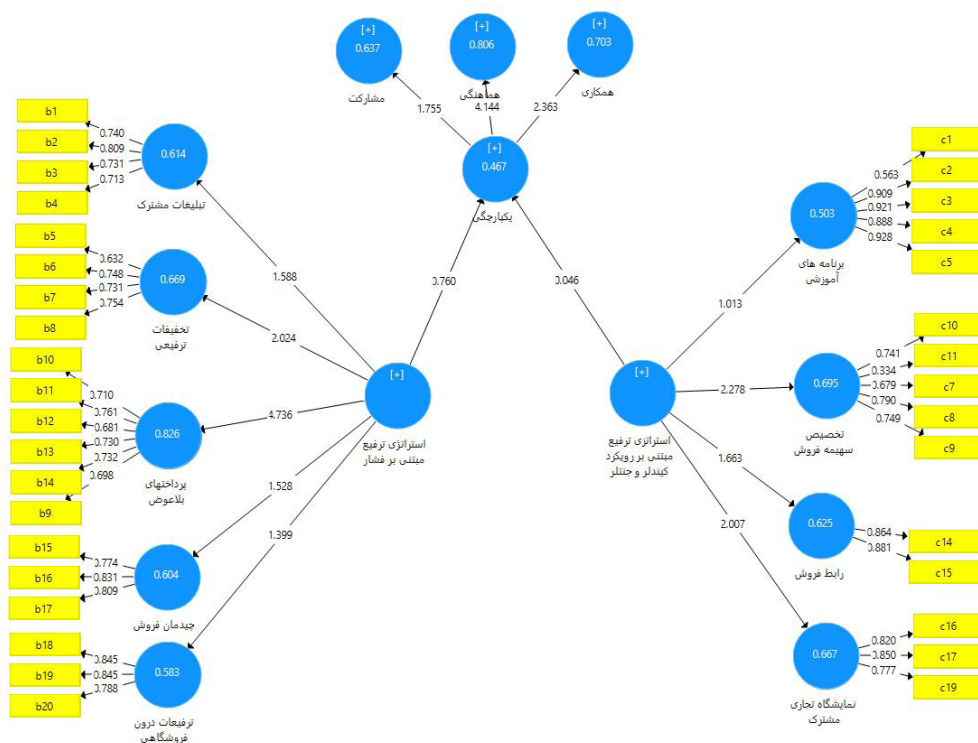 [+]
0.637
مشارکت
[+]
0.806
هماهنگی
[+]
0.703
همکاری
1.755
4.144
2.363
[+]
0.467
یکپارچگی
0.760
0.046
b1
b2
b3
b4
0.740
0.809
0.731
0.713
0.614
تبلیغات مشترک
1.588
b5
b6
b7
b8
0.632
0.748
0.731
0.754
0.669
تخفیفات
ترفیعی
2.024
b10
b11
b12
b13
b14
b9
0.710
0.761
0.681
0.730
0.732
0.698
0.826
پرداختهای
بلاعوض
4.736
b15
b16
b17
0.774
0.831
0.809
0.604
چیدمان فروش
1.528
b18
b19
b20
0.845
0.845
0.788
0.583
ترفیعات درون
فروشگاهی
1.399
[+]
استراتژی ترفیع
مبتنی بر فشار
[+]
استراتژی ترفیع
مبتنی بر رویکرد
کیندلر و جنتلر
1.013
0.503
برنامه های
آموزشی
0.563
0.909
0.921
0.888
0.928
c1
c2
c3
c4
c5
2.278
0.695
تخصیص
سهیمه فروش
0.741
0.334
0.679
0.790
0.749
c10
c11
c7
c8
c9
1.663
0.625
رابط فروش
0.864
0.881
c14
c15
2.007
0.667
نمایشگاه تجاری
مشترک
0.820
0.850
0.777
c16
c17
c19